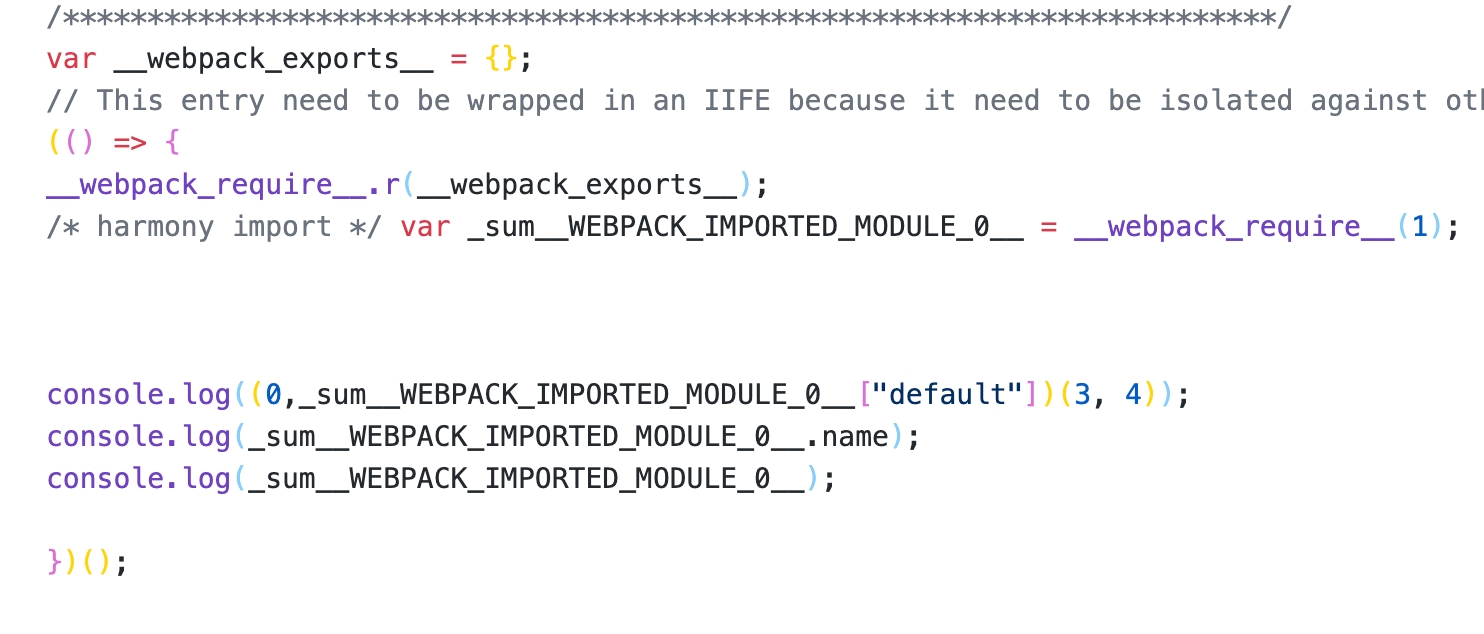 /************************************************************************/
var __webpack_exports__ = {};
// This entry need to be wrapped in an IIFE because it need to be isolated against
(() => {
__webpack_require__.r(__webpack_exports__);
/* harmony import */ var _sum__WEBPACK_IMPORTED_MODULE_0__ = __webpack_require__(1);
console.log((0,_sum__WEBPACK_IMPORTED_MODULE_0__["default"])(3, 4));
console.log(_sum__WEBPACK_IMPORTED_MODULE_0__.name);
console.log(_sum__WEBPACK_IMPORTED_MODULE_0__);
})();